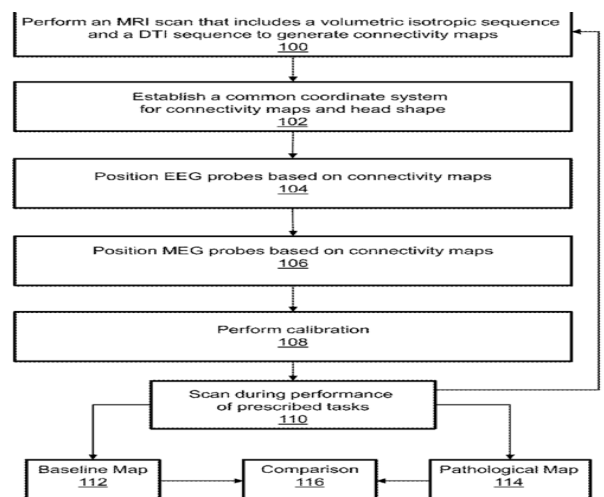 Perform an MRI scan that includes a volumetric isotropic sequence
and a DTI sequence to generate connectivity maps
100
Establish a common coordinate system
for connectivity maps and head shape
102
Position EEG probes based on connectivity maps
104
Position MEG probes based on connectivity maps
106
Perform calibration
108
Scan during performance
of prescribed tasks
110
Baseline Map
112
Comparison
116
Pathological Map
114